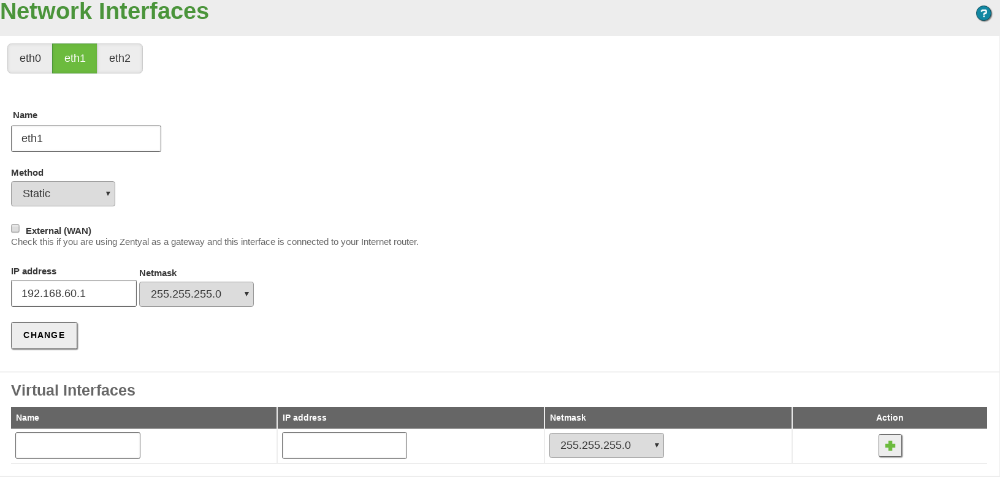 Network Interfaces
?
eth0 eth1 eth2
Name
eth1
Method
Static
External (WAN)
Check this if you are using Zentyal as a gateway and this interface is connected to your Internet router.
IP address Netmask
192.168.60.1 255.255.255.0
CHANGE
Virtual Interfaces
Name IP address Netmask Action
255.255.255.0